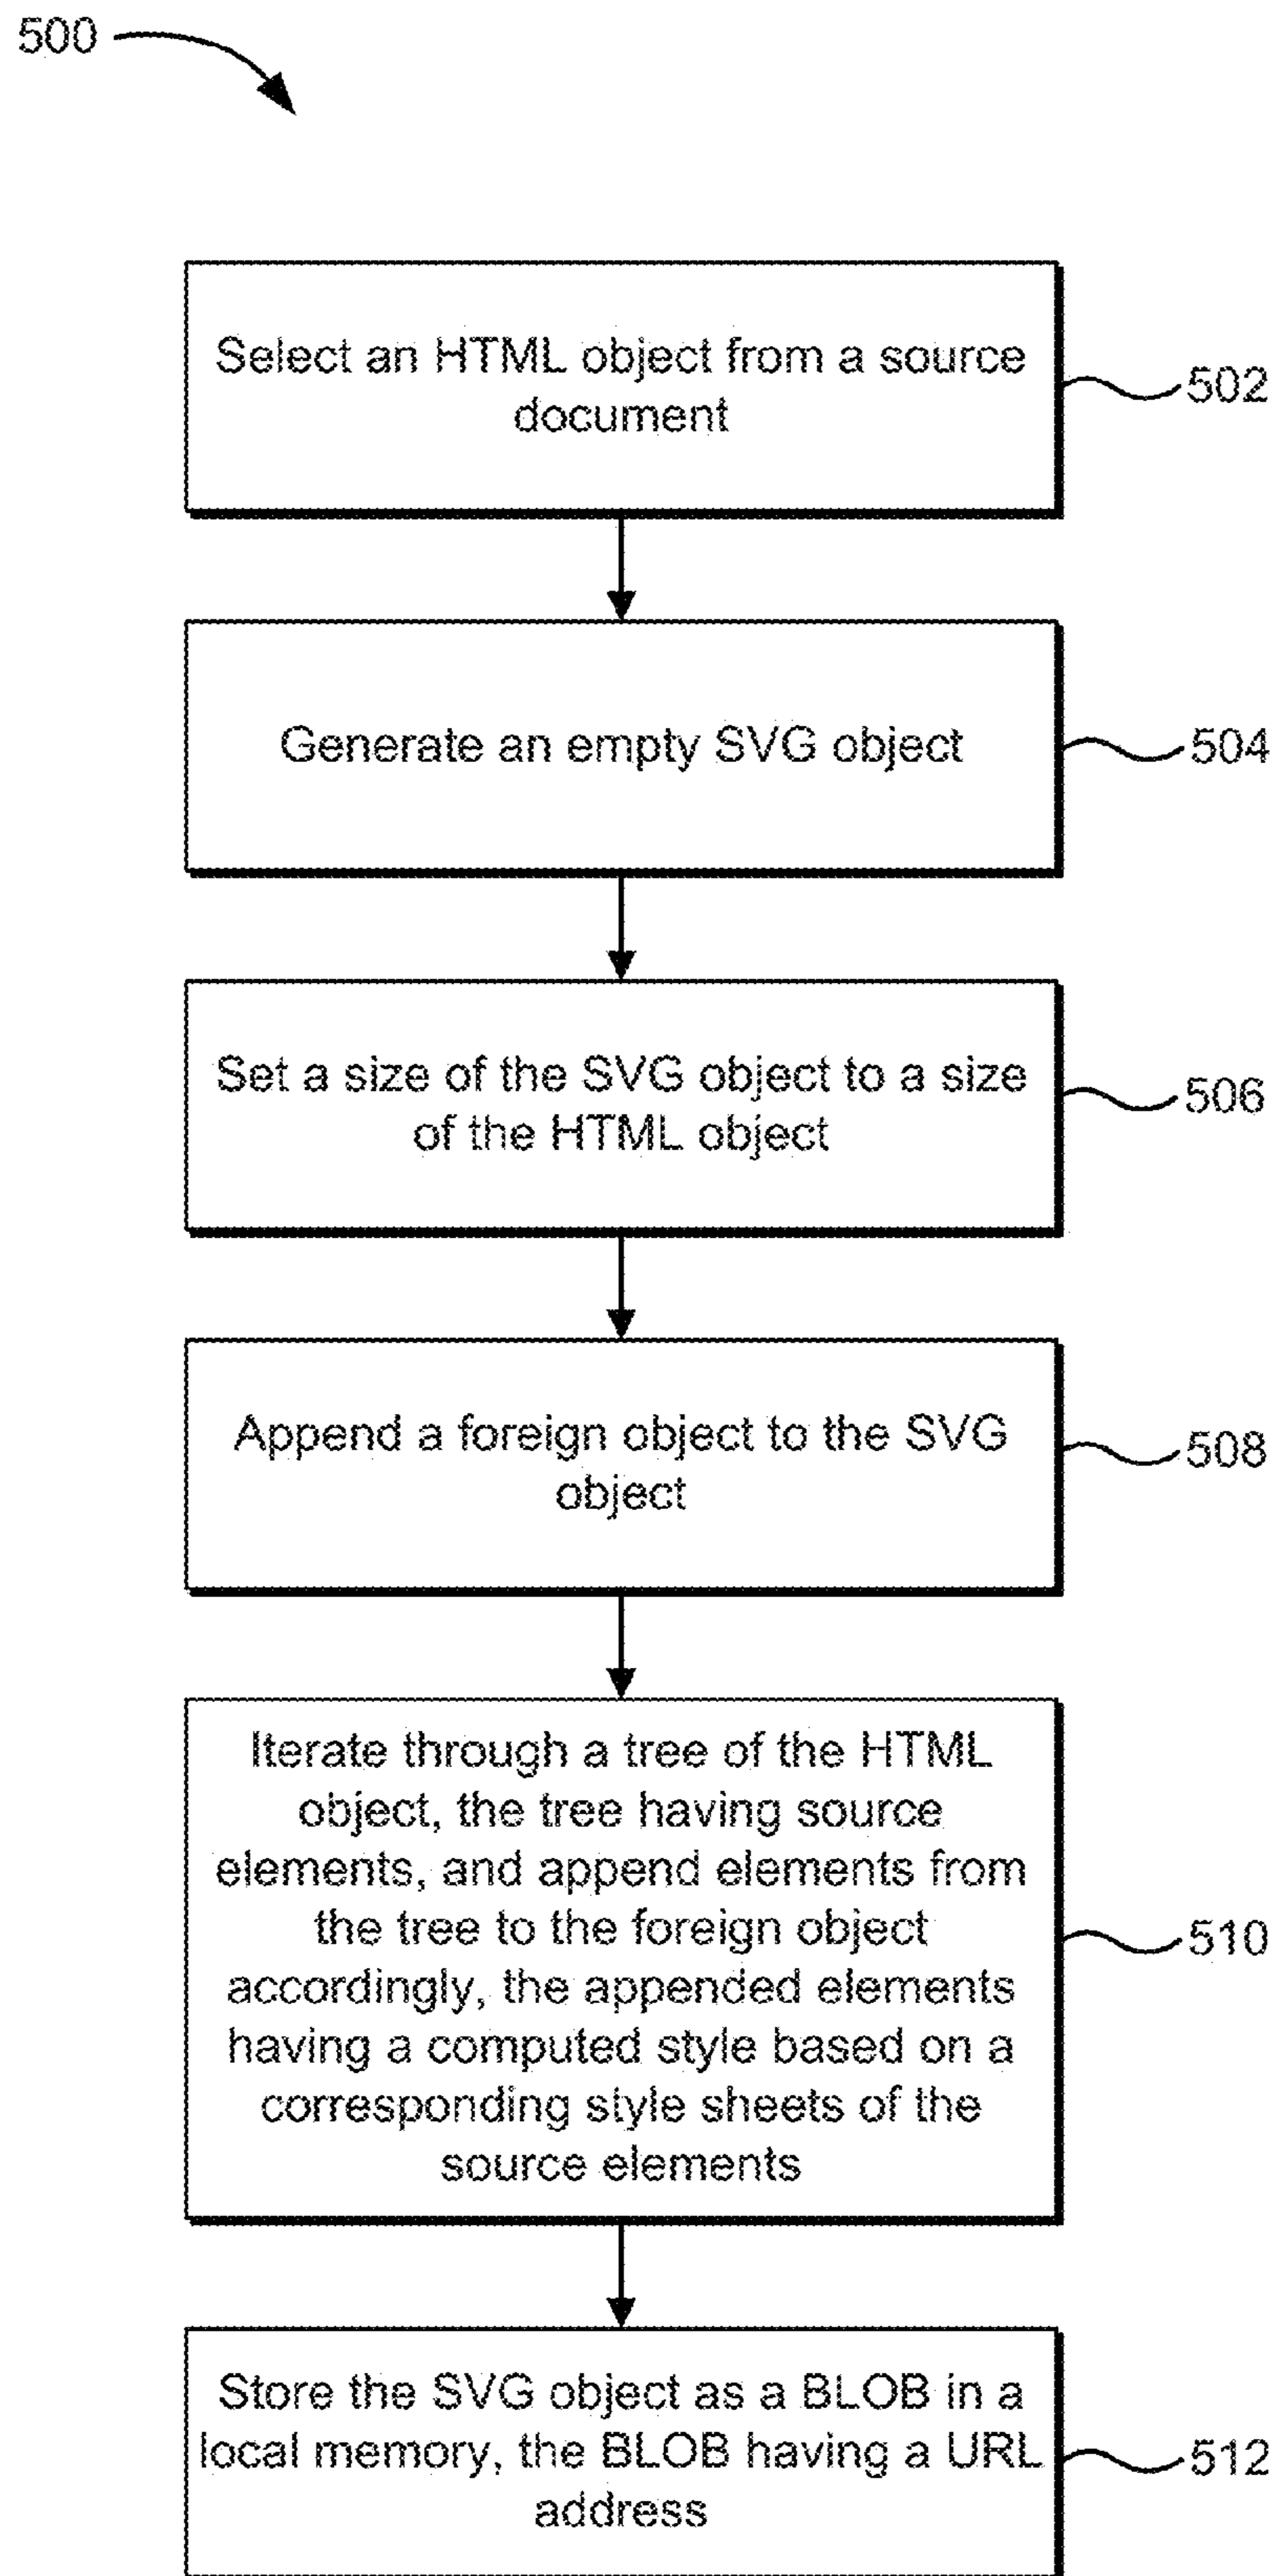 500
Select an HTML object from a source
document
502
Generate an empty SVG object
504
Set a size of the SVG object to a size
of the HTML object
506
Append a foreign object to the SVG
object
508
Iterate through a tree of the HTML
object, the tree having source
elements, and append elements from
the tree to the foreign object
accordingly, the appended elements
having a computed style based on a
corresponding style sheets of the
source elements
510
Store the SVG object as a BLOB in a
local memory, the BLOB having a URL
address
512